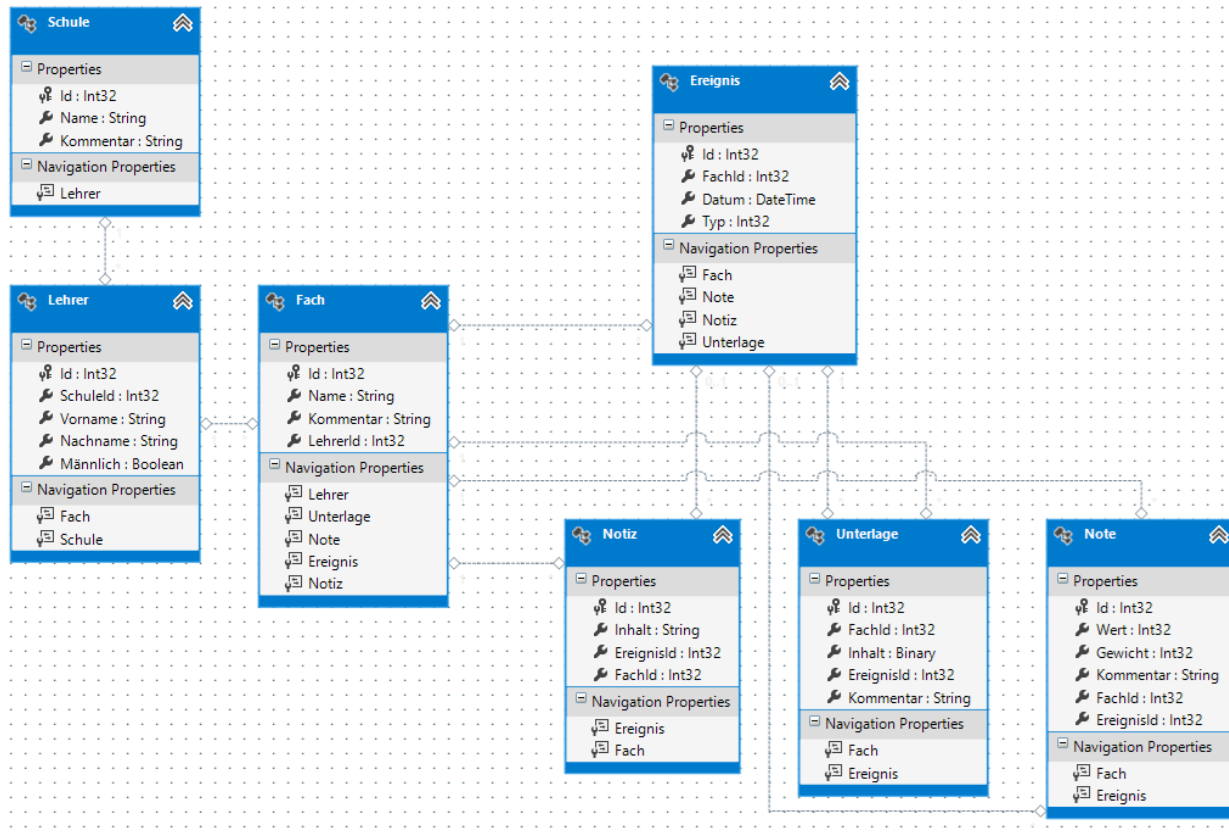 Schule
Properties
Id : Int32
Name : String
Kommentar : String
Navigation Properties
Lehrer
Ereignis
Properties
Id : Int32
FachId : Int32
Datum : DateTime
Typ : Int32
Navigation Properties
Fach
Note
Notiz
Unterlage
Lehrer
Properties
Id : Int32
SchuleId : Int32
Vorname : String
Nachname : String
Männlich : Boolean
Navigation Properties
Fach
Schule
Fach
Properties
Id : Int32
Name : String
Kommentar : String
LehrerId : Int32
Navigation Properties
Lehrer
Unterlage
Note
Ereignis
Notiz
0..1
0..1
1
Notiz
Properties
Id : Int32
Inhalt : String
EreignisId : Int32
FachId : Int32
Navigation Properties
Ereignis
Fach
Unterlage
Properties
Id : Int32
FachId : Int32
Inhalt : Binary
EreignisId : Int32
Kommentar : String
Navigation Properties
Fach
Ereignis
Note
Properties
Id : Int32
Wert : Int32
Gewicht : Int32
Kommentar : String
FachId : Int32
EreignisId : Int32
Navigation Properties
Fach
Ereignis